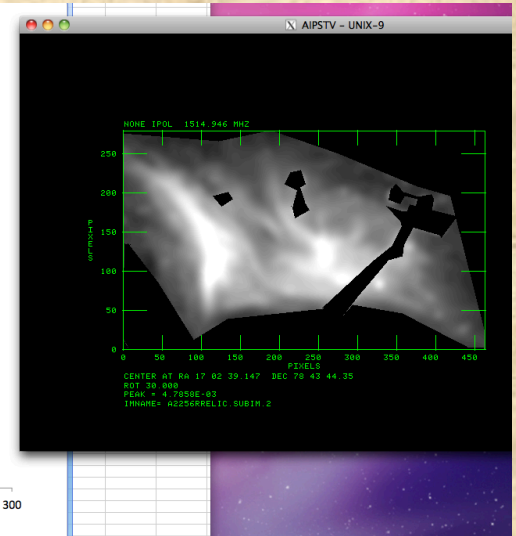 AIPSTV - UNIX-9
NONE IPOL 1514.946 MHZ
250
200
150
100
50
0
PIXELS
0 50 100 150 200 250 300 350 400 450
PIXELS
CENTER AT RA 17 02 39.147 DEC 78 43 44.35
ROT 30.000
PEAK = 4.7858E-03
IMNAME= A2256RRELIC.SUBIM.2
300